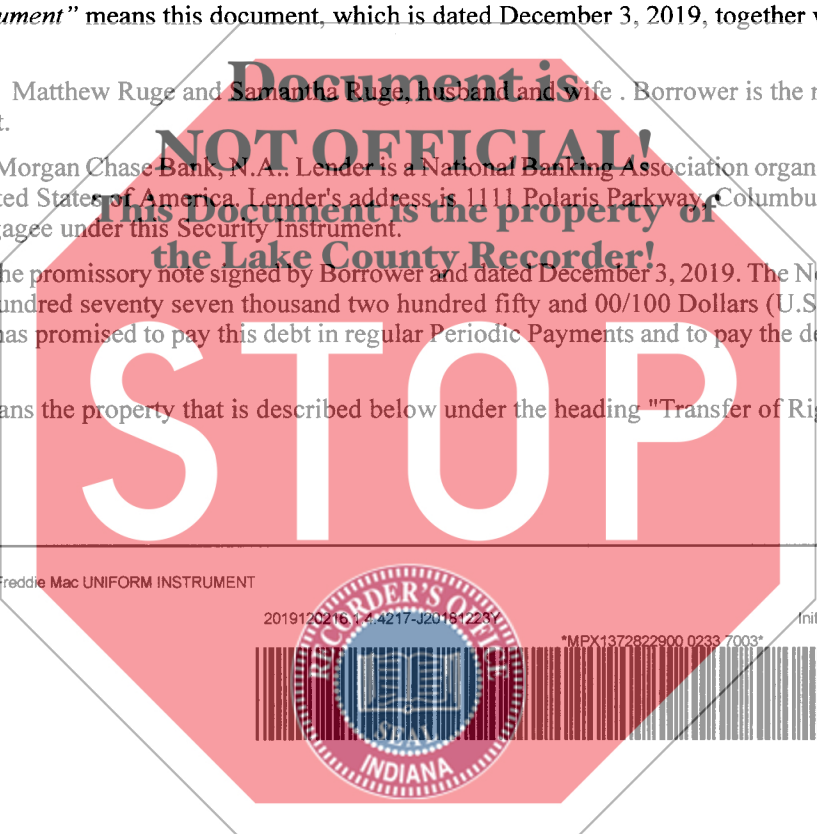 ument" means this document, which is dated December 3, 2019, together
Document is
Matthew Ruge and Samantha Ruge, husband and wife . Borrower is the
t.
NOT OFFICIAL!
Morgan Chase Bank, N.A.. Lender is a National Banking Association organ
ted States of America. Lender's address is 1111 Polaris Parkway, Columbu
This Document is the property of
gagee under this Security Instrument.
the Lake County Recorder!
he promissory note signed by Borrower and dated December 3, 2019. The No
undred seventy seven thousand two hundred fifty and 00/100 Dollars (U.S
has promised to pay this debt in regular Periodic Payments and to pay the de
STOP
ans the property that is described below under the heading "Transfer of Rig
Freddie Mac UNIFORM INSTRUMENT
RECORDER'S OFFICE
2019120216.1.4.4217-J20181223Y
Init
*MPX1372822900 0233 7003*
SEAL
INDIANA